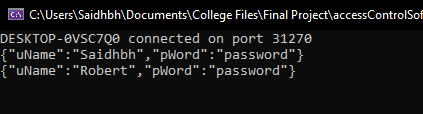 C:\Users\Saidhbh\Documents\College Files\Final Project\accessControlSof
DESKTOP-0VSC7Q0 connected on port 31270
{"uName":"Saidhbh","pWord":"password"}
{"uName":"Robert","pWord":"password"}